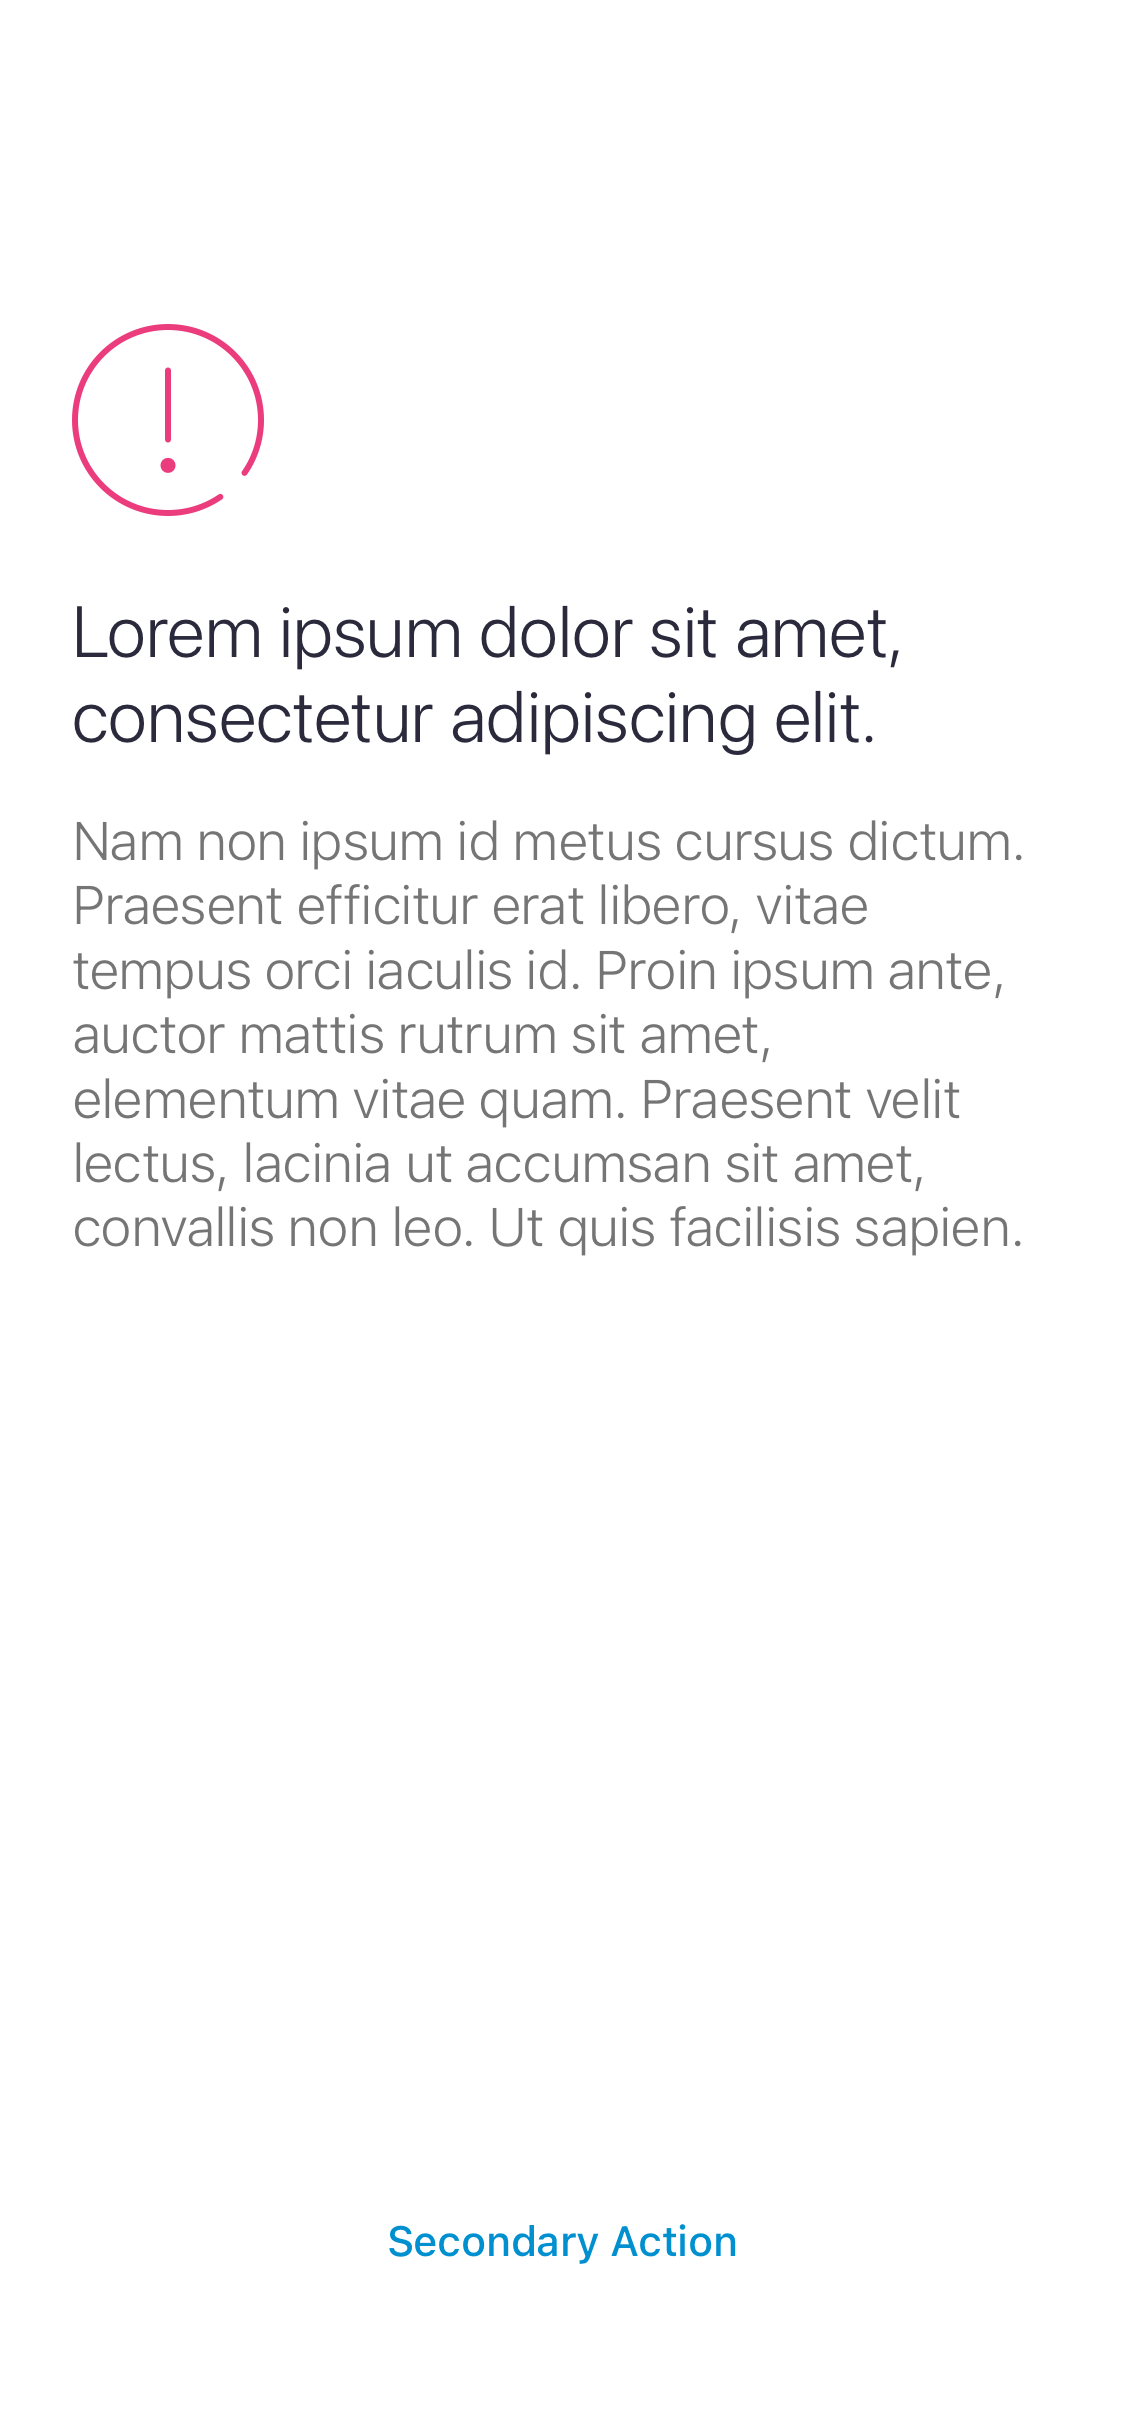 Lorem ipsum dolor sit amet,
consectetur adipiscing elit.
Nam non ipsum id metus cursus dictum.
Praesent efficitur erat libero, vitae
tempus orci iaculis id. Proin ipsum ante,
auctor mattis rutrum sit amet,
elementum vitae quam. Praesent velit
lectus, lacinia ut accumsan sit amet,
convallis non leo. Ut quis facilisis sapien.
Secondary Action